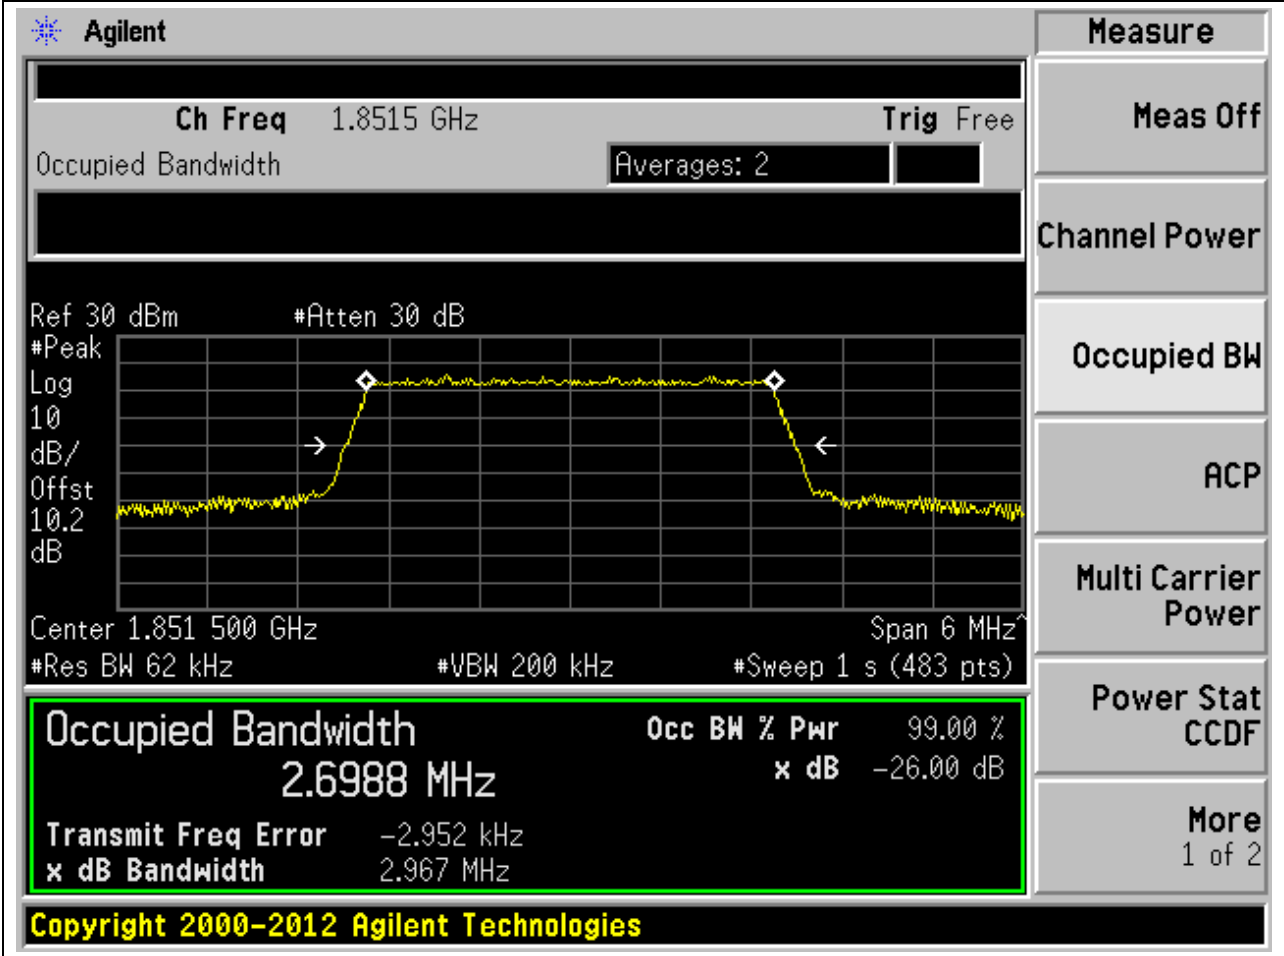 Agilent
Measure
Ch Freq 1.8515 GHz Trig Free
Occupied Bandwidth Averages: 2
Meas Off
Channel Power
Occupied BW
ACP
Multi Carrier
Power
Power Stat
CCDF
More
1 of 2
Ref 30 dBm #Atten 30 dB
#Peak
Log
10
dB/
Offst
10.2
dB
Center 1.851 500 GHz Span 6 MHz^
#Res BW 62 kHz #VBW 200 kHz #Sweep 1 s (483 pts)
Occupied Bandwidth Occ BW % Pwr 99.00 %
2.6988 MHz x dB -26.00 dB
Transmit Freq Error -2.952 kHz
x dB Bandwidth 2.967 MHz
Copyright 2000-2012 Agilent Technologies